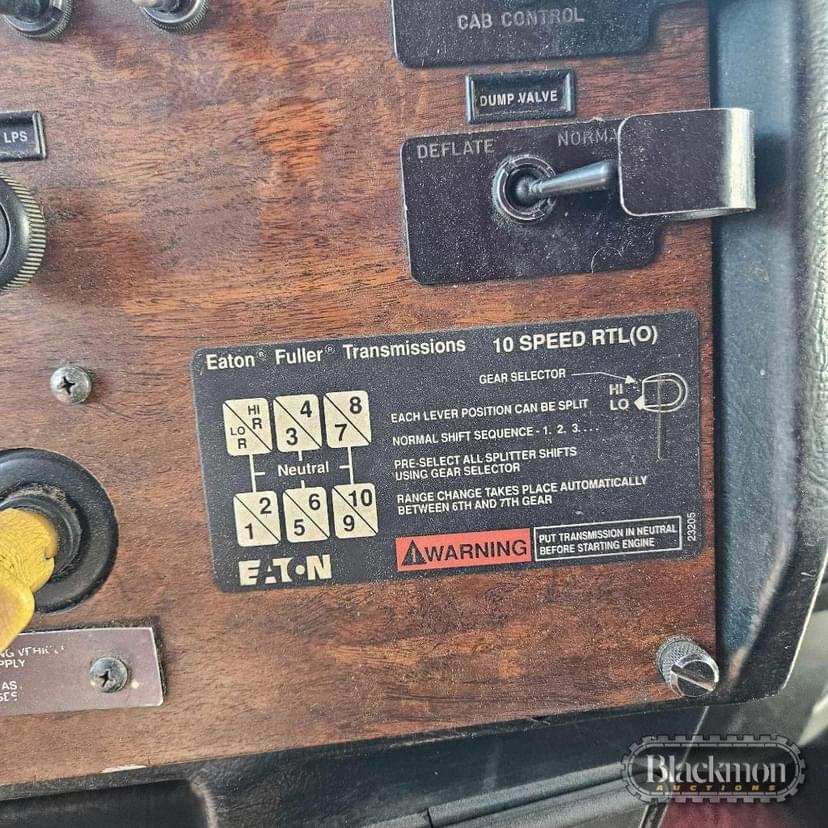 CAB CONTROL
DUMP VALVE
LPS
DEFLATE
Eaton® Fuller® Transmissions 10 SPEED RTL(O)
GEAR SELECTOR
HI
LO
HI R
LO R
4
3
8
7
EACH LEVER POSITION CAN BE SPLIT
NORMAL SHIFT SEQUENCE - 1. 2. 3. . . .
Neutral
PRE-SELECT ALL SPLITTER SHIFTS
USING GEAR SELECTOR
2
1
6
5
10
9
RANGE CHANGE TAKES PLACE AUTOMATICALLY
BETWEEN 6TH AND 7TH GEAR
WARNING
PUT TRANSMISSION IN NEUTRAL
BEFORE STARTING ENGINE
23205
EATON
AS
Blackmon
AUCTIONS